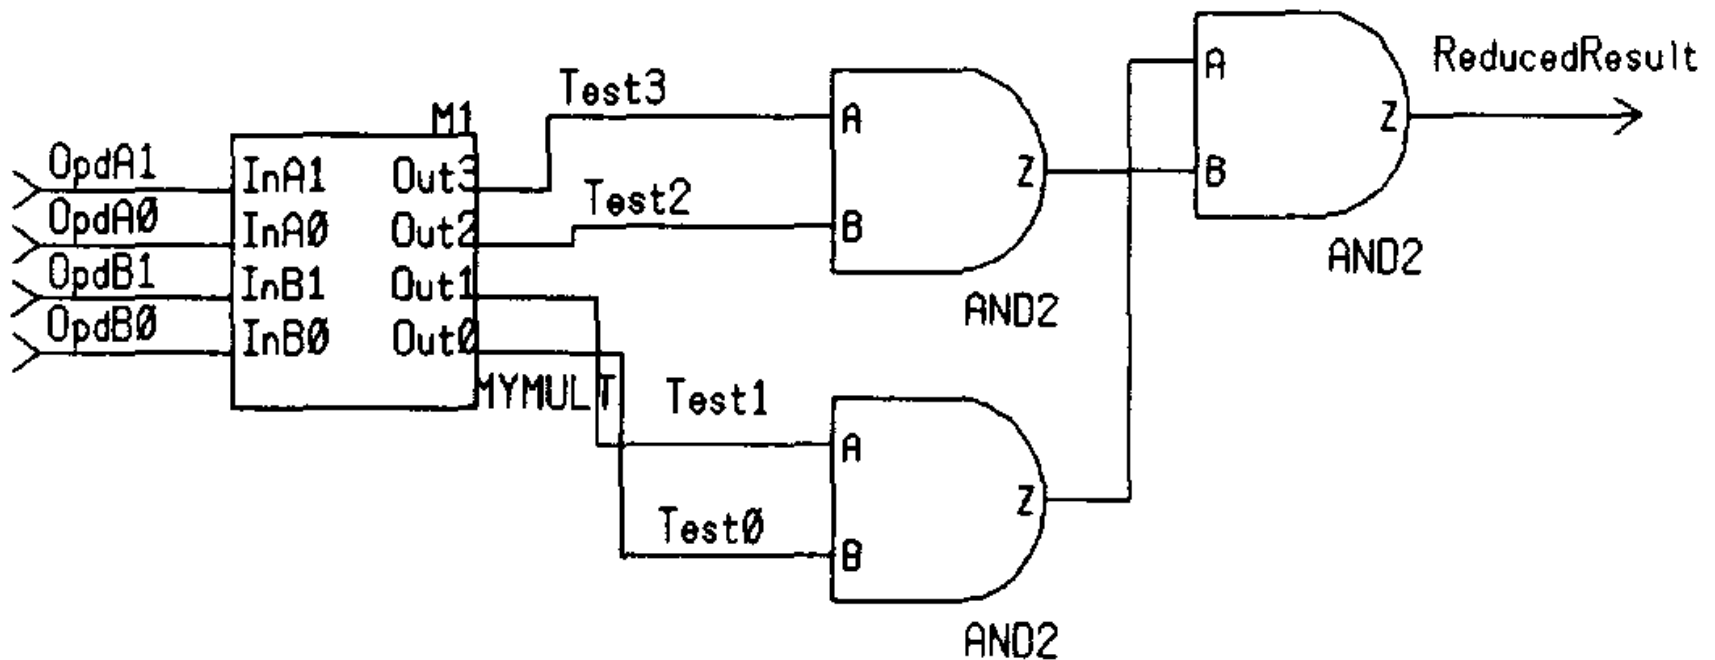 ReducedResult
A
Z
B
AND2
Test3
A
Z
B
AND2
Test2
M1
OpdA1
InA1 Out3
OpdA0
InA0 Out2
OpdB1
InB1 Out1
OpdB0
InB0 Out0
MYMULT
Test1
A
Z
Test0
B
AND2